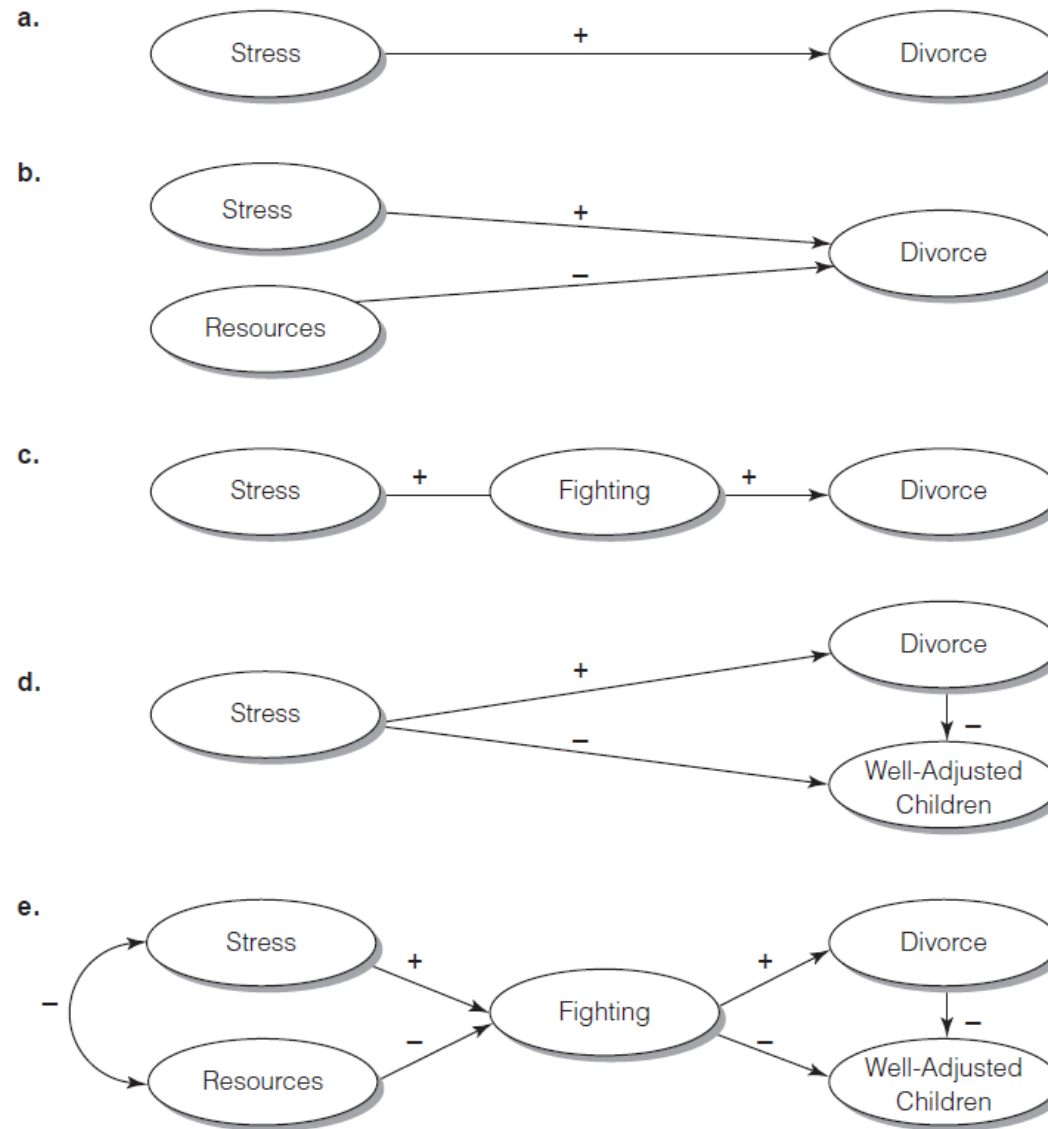 a.
Stress
+
Divorce
b.
Stress
+
Divorce
–
Resources
c.
Stress
+
Fighting
+
Divorce
d.
Stress
+
–
Divorce
–
Well-Adjusted
Children
e.
–
Stress
Resources
+
–
Fighting
+
–
Divorce
–
Well-Adjusted
Children